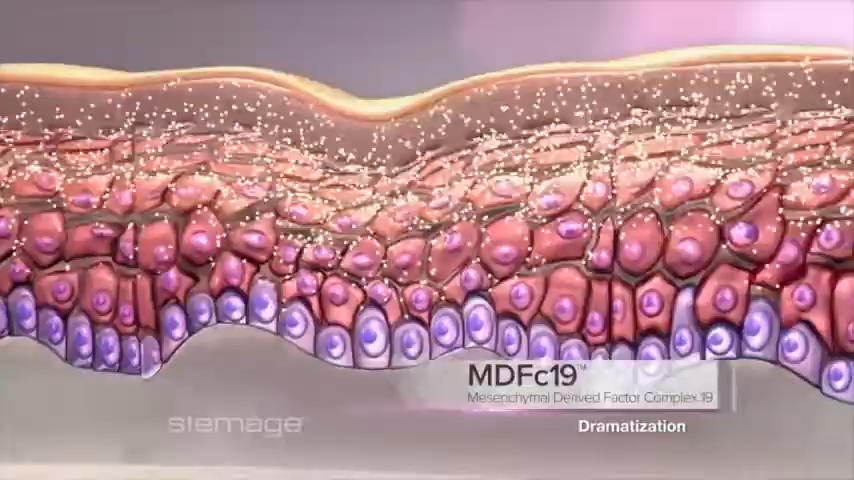 MDFc19™
Mesenchymal Derived Factor Complex 19
stemage
Dramatization